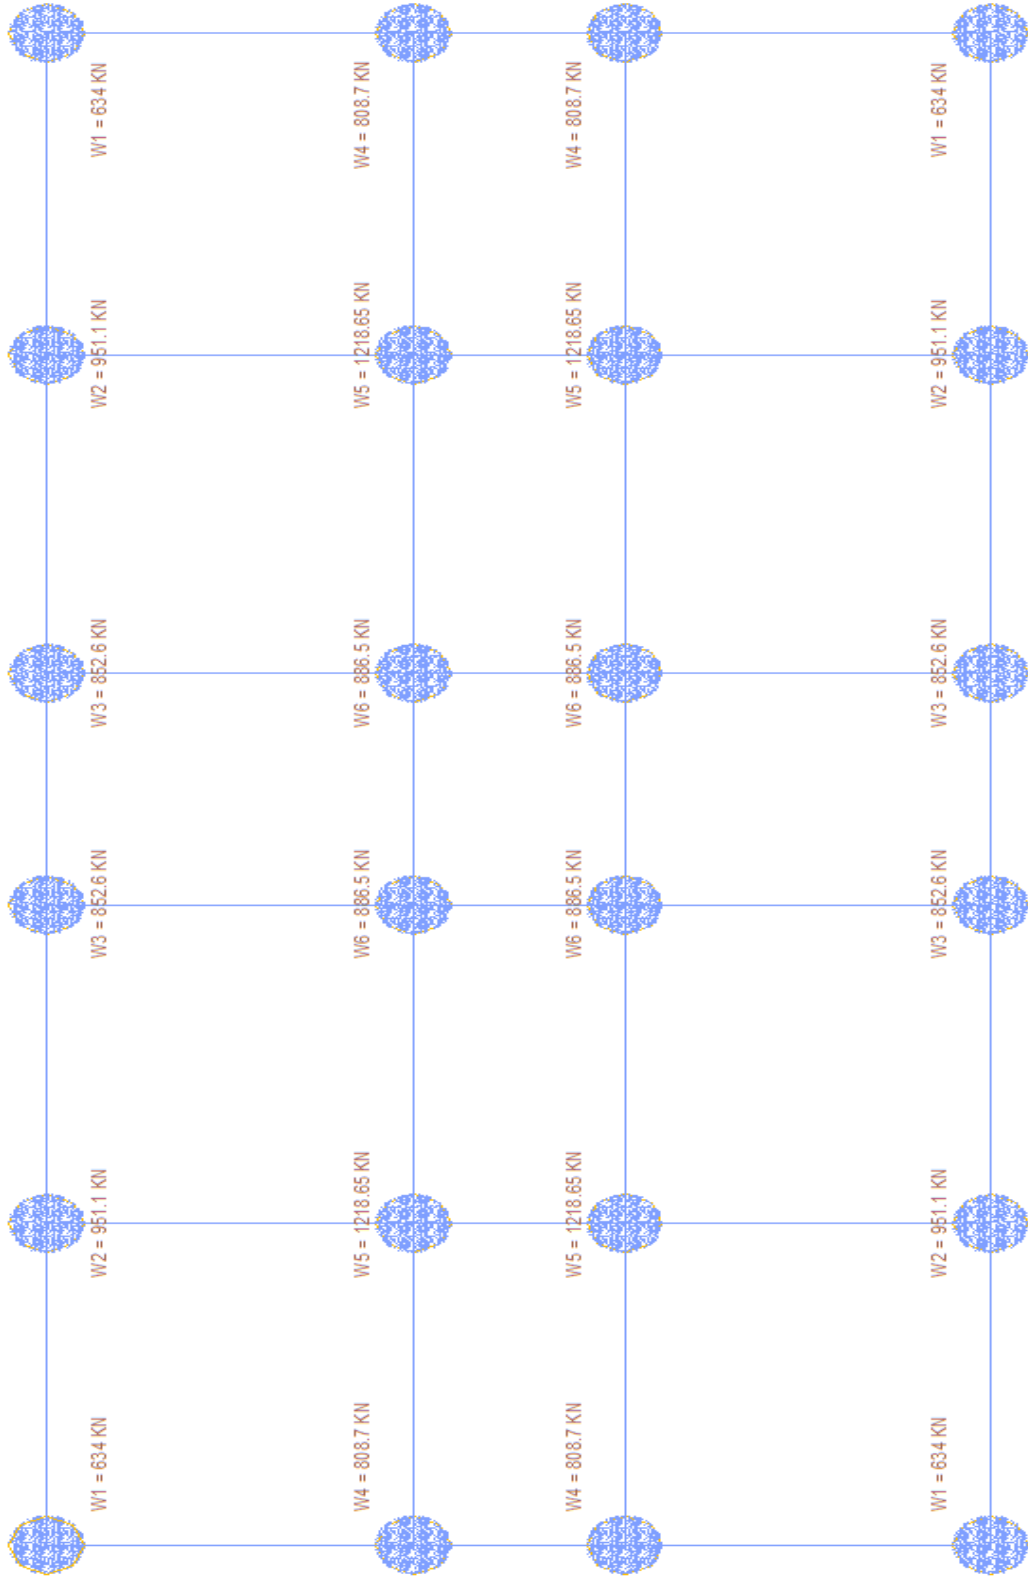 W1 = 634 KN
W4 = 808.7 KN
W4 = 808.7 KN
W1 = 634 KN
W2 = 951.1 KN
W5 = 1218.65 KN
W5 = 1218.65 KN
W2 = 951.1 KN
W3 = 852.6 KN
W6 = 886.5 KN
W6 = 886.5 KN
W3 = 852.6 KN
W3 = 852.6 KN
W6 = 886.5 KN
W6 = 886.5 KN
W3 = 852.6 KN
W2 = 951.1 KN
W5 = 1218.65 KN
W5 = 1218.65 KN
W2 = 951.1 KN
W1 = 634 KN
W4 = 808.7 KN
W4 = 808.7 KN
W1 = 634 KN